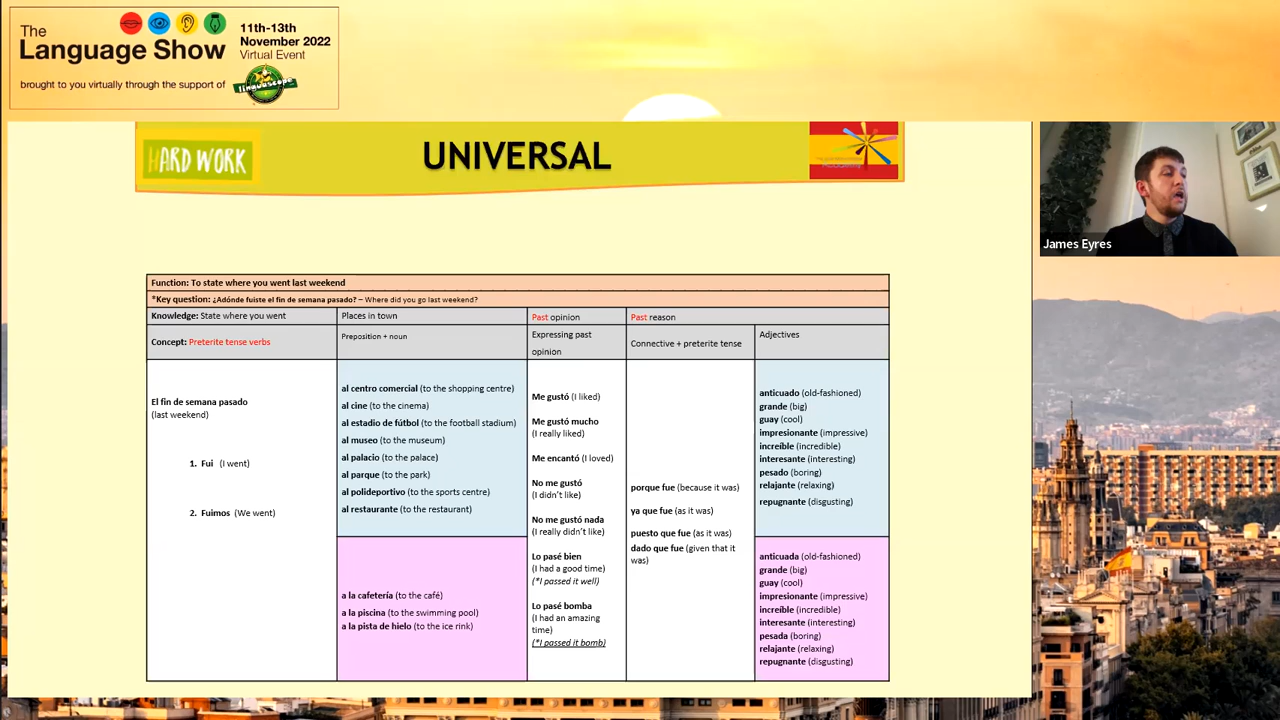 The
Language Show
11th-13th
November 2022
Virtual Event
brought to you virtually through the support of
linguascope
HARD WORK
UNIVERSAL
James Eyres
Function: To state where you went last weekend
*Key question: ¿Adónde fuiste el fin de semana pasado? – Where did you go last weekend?
Knowledge: State where you went
Places in town
Past opinion
Past reason
Concept: Preterite tense verbs
Preposition + noun
Expressing past
opinion
Connective + preterite tense
Adjectives
El fin de semana pasado
(last weekend)
1. Fui (I went)
2. Fuimos (We went)
al centro comercial (to the shopping centre)
al cine (to the cinema)
al estadio de fútbol (to the football stadium)
al museo (to the museum)
al palacio (to the palace)
al parque (to the park)
al polideportivo (to the sports centre)
al restaurante (to the restaurant)
a la cafetería (to the café)
a la piscina (to the swimming pool)
a la pista de hielo (to the ice rink)
Me gustó (I liked)
Me gustó mucho
(I really liked)
Me encantó (I loved)
No me gustó
(I didn't like)
No me gustó nada
(I really didn't like)
Lo pasé bien
(I had a good time)
(*I passed it well)
Lo pasé bomba
(I had an amazing
time)
(*I passed it bomb)
porque fue (because it was)
ya que fue (as it was)
puesto que fue (as it was)
dado que fue (given that it
was)
anticuado (old-fashioned)
grande (big)
guay (cool)
impresionante (impressive)
increíble (incredible)
interesante (interesting)
pesado (boring)
relajante (relaxing)
repugnante (disgusting)
anticuada (old-fashioned)
grande (big)
guay (cool)
impresionante (impressive)
increíble (incredible)
interesante (interesting)
pesada (boring)
relajante (relaxing)
repugnante (disgusting)